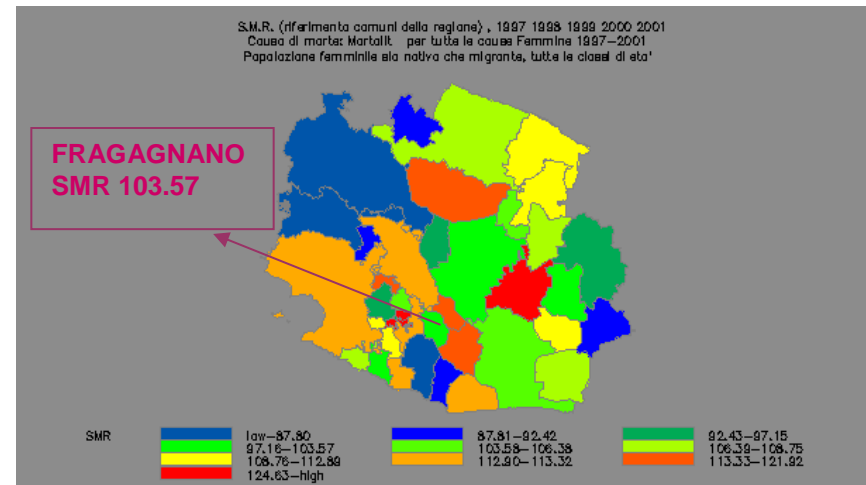 S.M.R. (riferimento comuni della regione) , 1997 1998 1999 2000 2001
Causa di morte: Mortalit per tutte le cause Femmine 1997-2001
Popolazione femminile sia nativa che migrante, tutte le classi di eta'
FRAGAGNANO
SMR 103.57
SMR
low-87.80 87.81-92.42 92.43-97.15
97.16-103.57 103.58-106.38 106.39-108.75
108.76-112.89 112.90-113.32 113.33-121.92
124.63-high